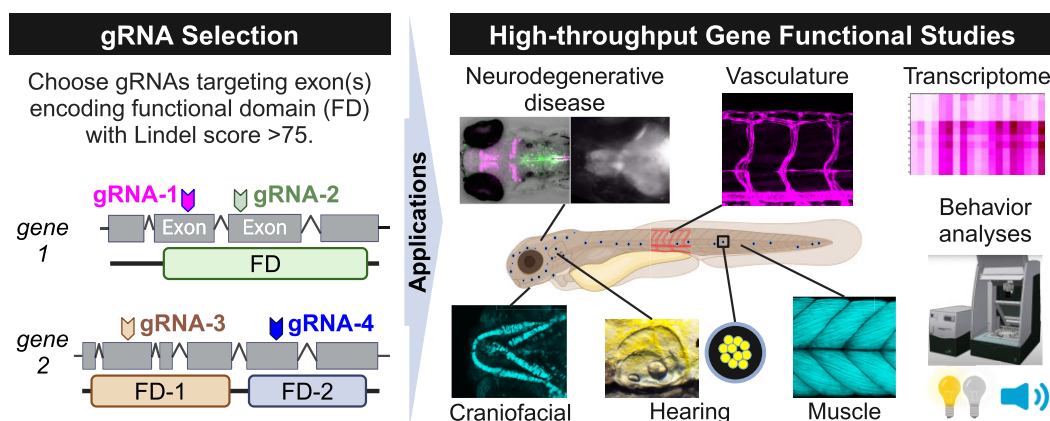 gRNA Selection
Choose gRNAs targeting exon(s)
encoding functional domain (FD)
with Lindel score >75.
gRNA-1
gRNA-2
gene
1
Exon
Exon
FD
gRNA-3
gRNA-4
gene
2
FD-1
FD-2
Applications
High-throughput Gene Functional Studies
Neurodegenerative
disease
Vasculature
Transcriptome
Behavior
analyses
Craniofacial
Hearing
Muscle